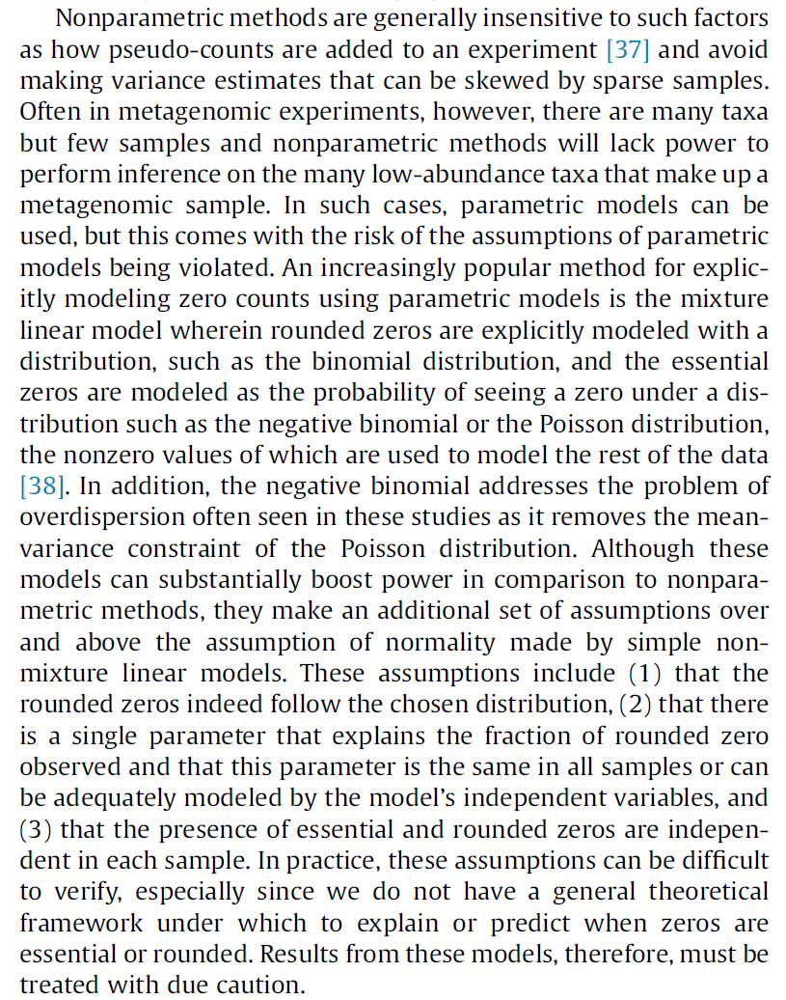 Nonparametric methods are generally insensitive to such factors
as how pseudo-counts are added to an experiment [37] and avoid
making variance estimates that can be skewed by sparse samples.
Often in metagenomic experiments, however, there are many taxa
but few samples and nonparametric methods will lack power to
perform inference on the many low-abundance taxa that make up a
metagenomic sample. In such cases, parametric models can be
used, but this comes with the risk of the assumptions of parametric
models being violated. An increasingly popular method for explic-
itly modeling zero counts using parametric models is the mixture
linear model wherein rounded zeros are explicitly modeled with a
distribution, such as the binomial distribution, and the essential
zeros are modeled as the probability of seeing a zero under a dis-
tribution such as the negative binomial or the Poisson distribution,
the nonzero values of which are used to model the rest of the data
[38]. In addition, the negative binomial addresses the problem of
overdispersion often seen in these studies as it removes the mean-
variance constraint of the Poisson distribution. Although these
models can substantially boost power in comparison to nonpara-
metric methods, they make an additional set of assumptions over
and above the assumption of normality made by simple non-
mixture linear models. These assumptions include (1) that the
rounded zeros indeed follow the chosen distribution, (2) that there
is a single parameter that explains the fraction of rounded zero
observed and that this parameter is the same in all samples or can
be adequately modeled by the model's independent variables, and
(3) that the presence of essential and rounded zeros are indepen-
dent in each sample. In practice, these assumptions can be difficult
to verify, especially since we do not have a general theoretical
framework under which to explain or predict when zeros are
essential or rounded. Results from these models, therefore, must be
treated with due caution.